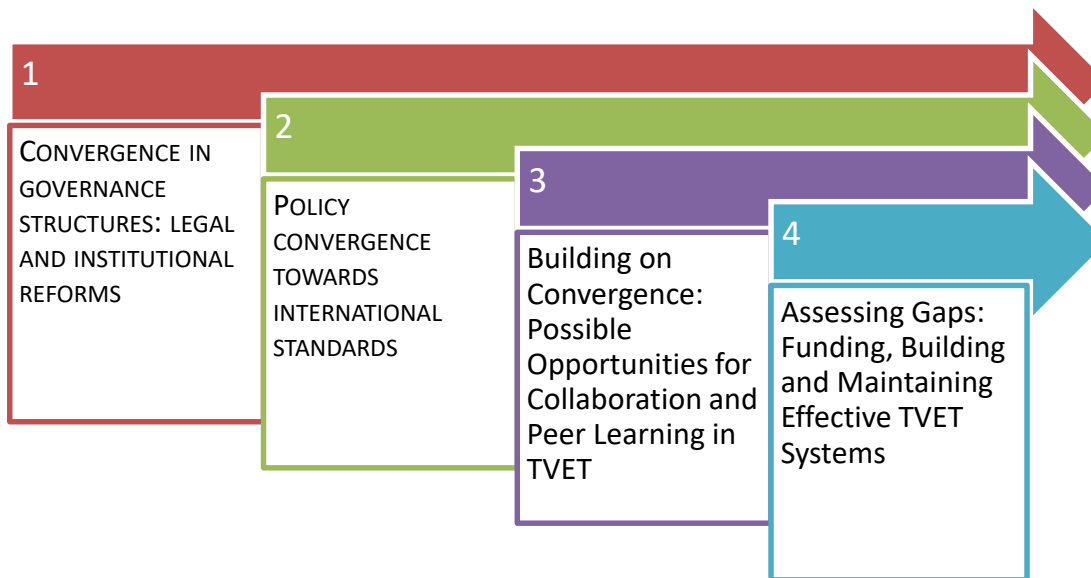 1
CONVERGENCE IN
GOVERNANCE
STRUCTURES: LEGAL
AND INSTITUTIONAL
REFORMS
2
POLICY
CONVERGENCE
TOWARDS
INTERNATIONAL
STANDARDS
3
Building on
Convergence:
Possible
Opportunities for
Collaboration and
Peer Learning in
TVET
4
Assessing Gaps:
Funding, Building
and Maintaining
Effective TVET
Systems